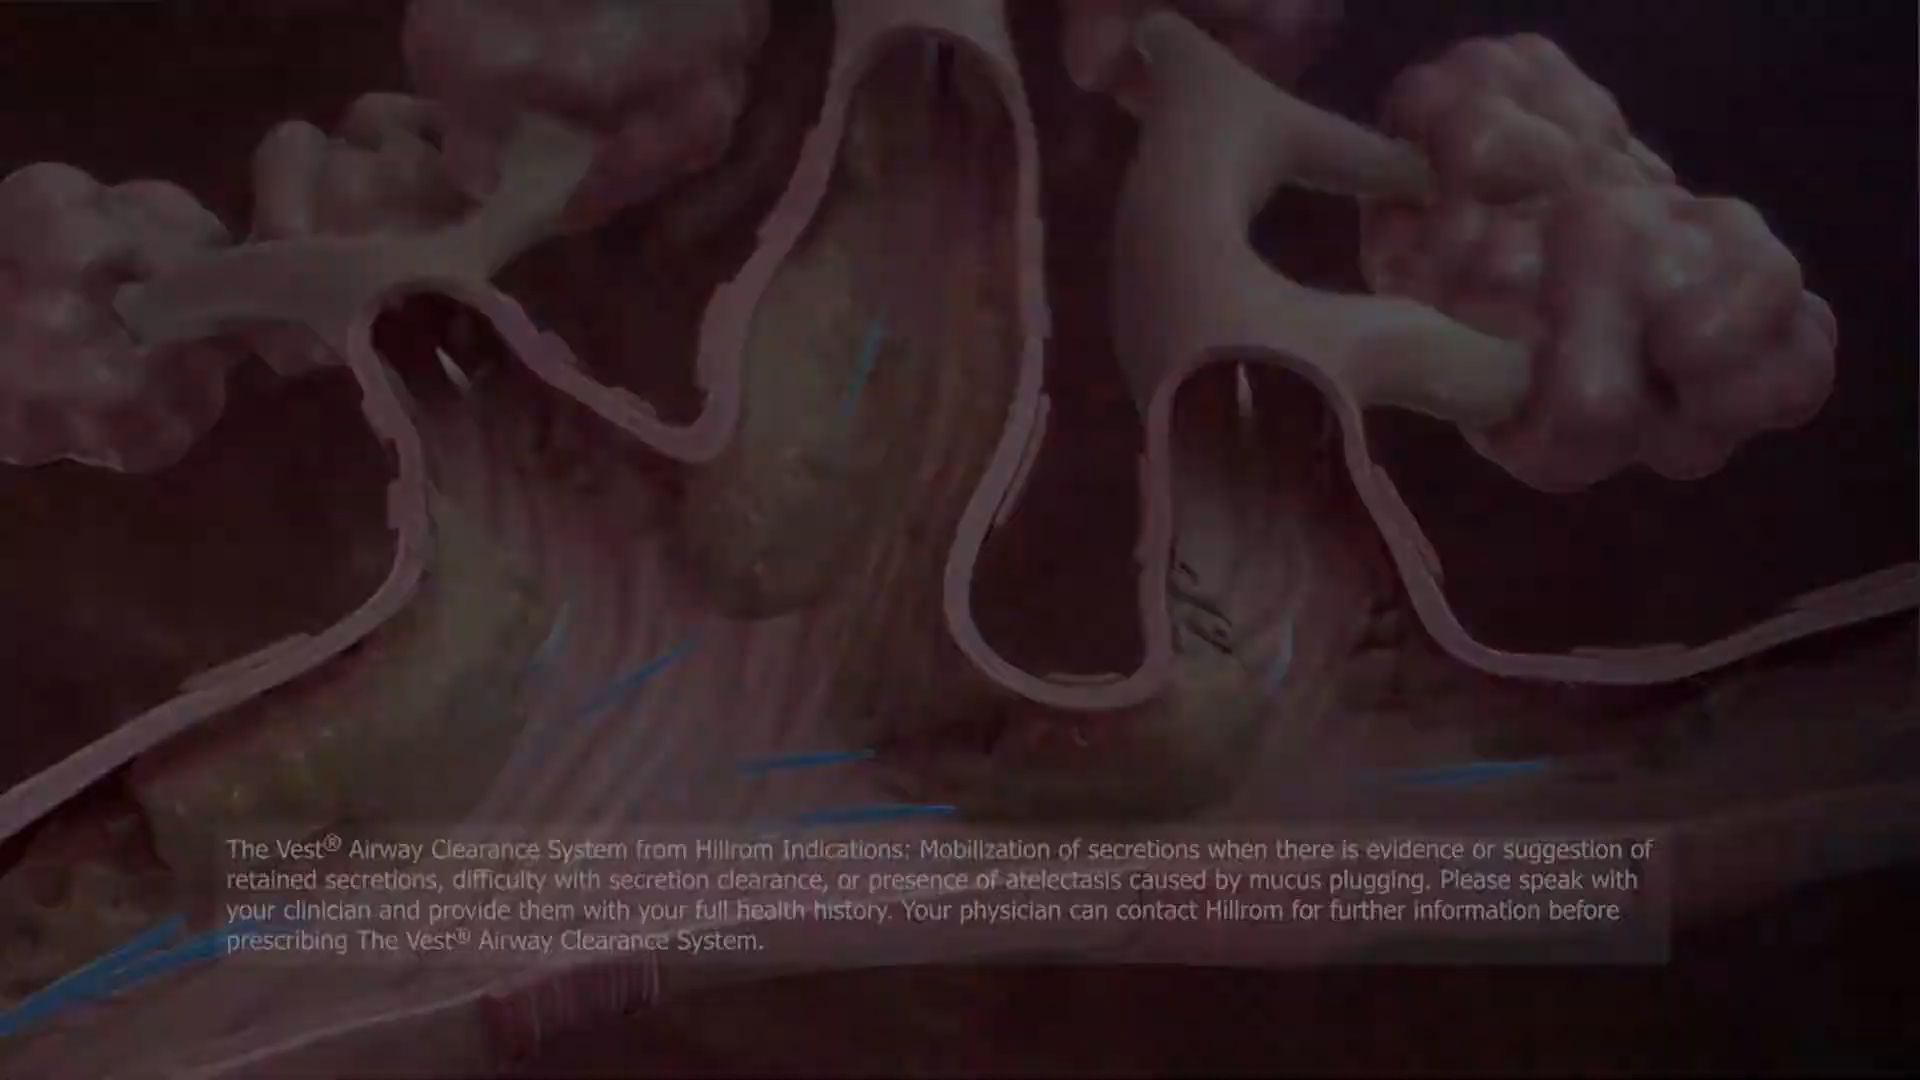 The Vest® Airway Clearance System from Hillrom Indications: Mobilization of secretions when there is evidence or suggestion of
retained secretions, difficulty with secretion clearance, or presence of atelectasis caused by mucus plugging. Please speak with
your clinician and provide them with your full health history. Your physician can contact Hillrom for further information before
prescribing The Vest® Airway Clearance System.